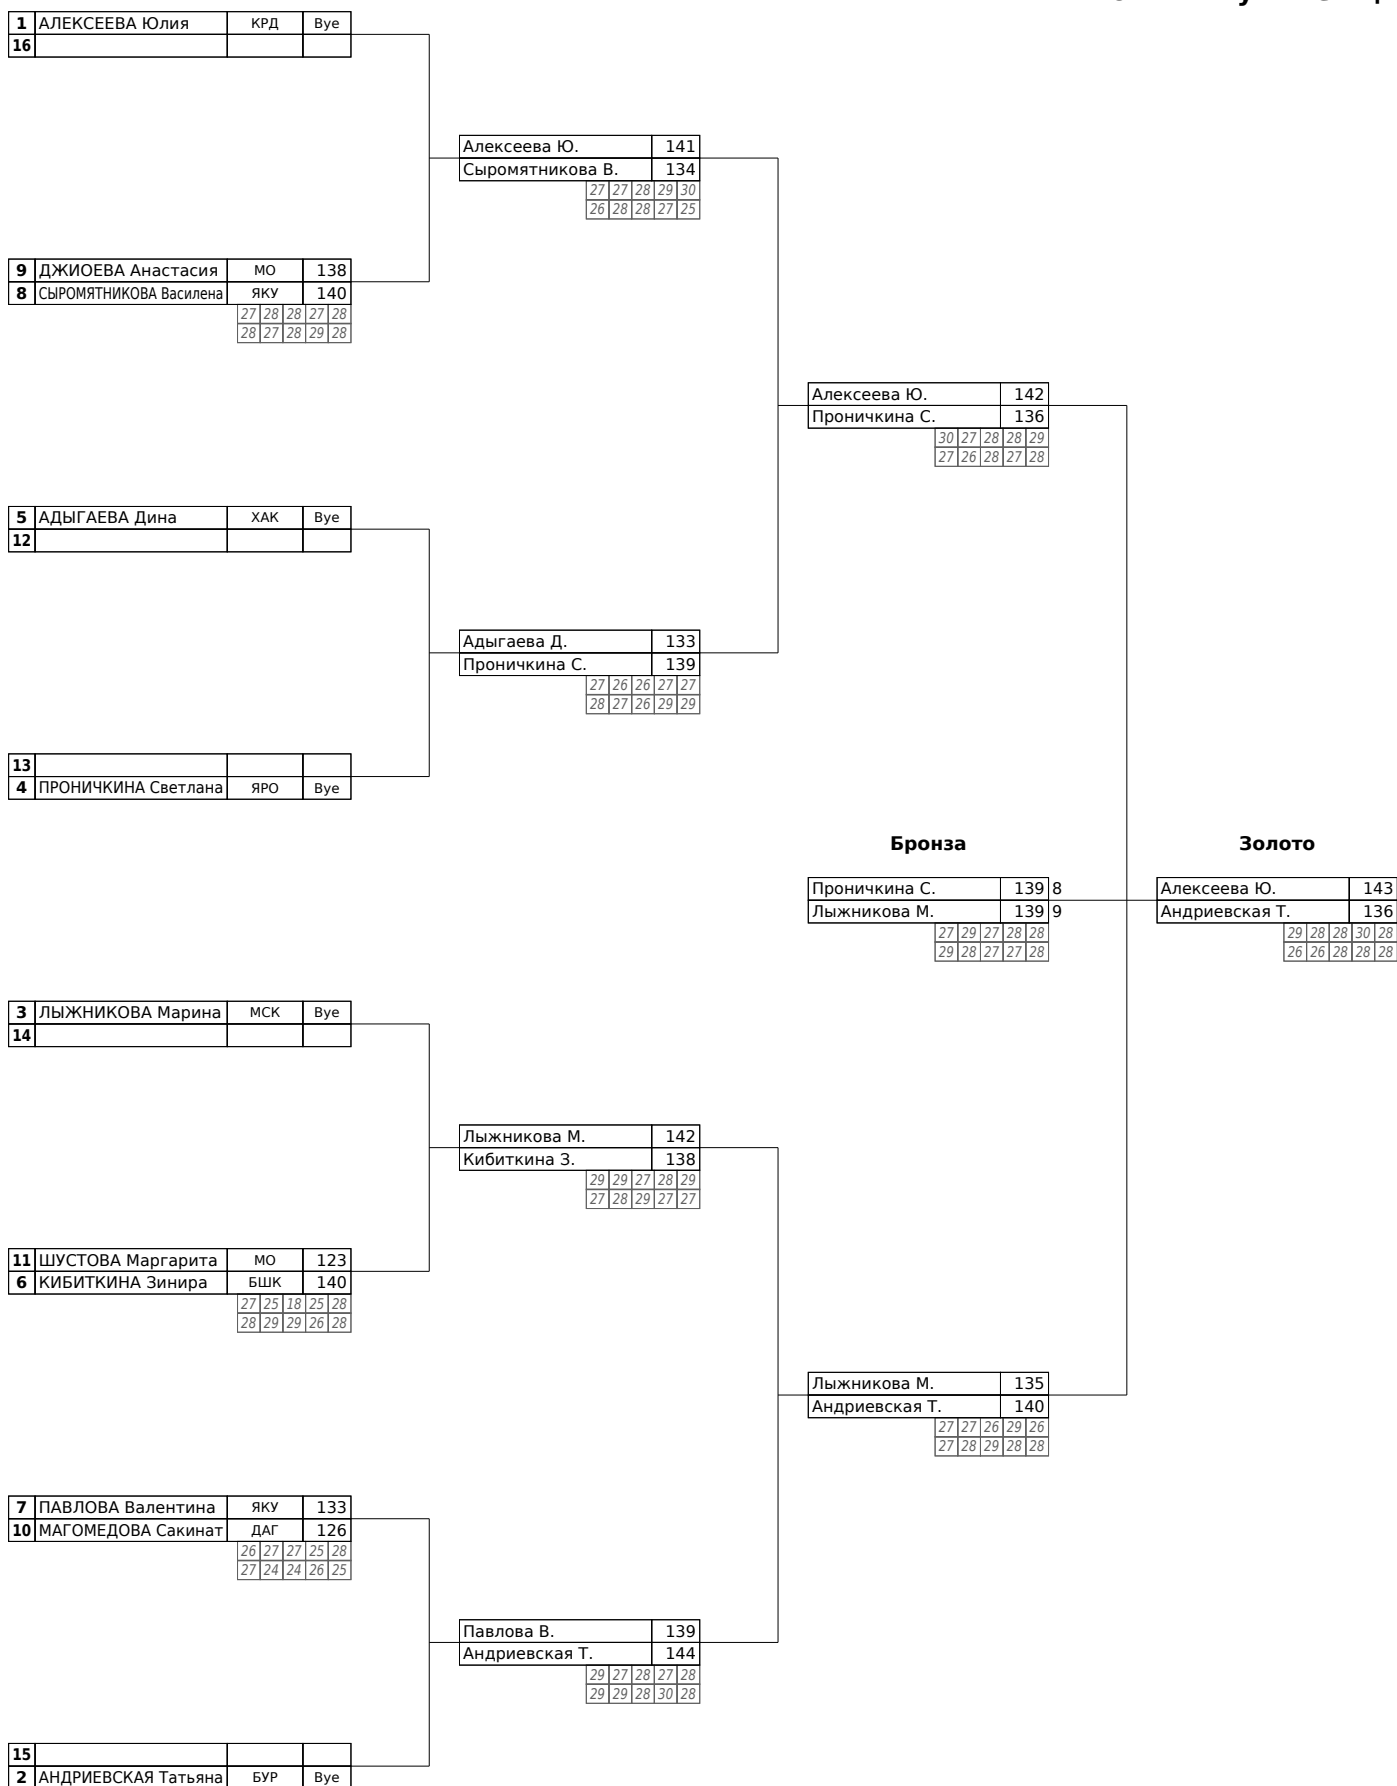 1 АЛЕКСЕЕВА Юлия КРД Bye
16
Алексеева Ю. 141
Сыромятникова В. 134
27 27 28 29 30
26 28 28 27 25
9 ДЖИОЕВА Анастасия МО 138
8 СЫРОМЯТНИКОВА Василена ЯКУ 140
27 28 28 27 28
28 27 28 29 28
Алексеева Ю. 142
Проничкина С. 136
30 27 28 28 29
27 26 28 27 28
5 АДЫГАЕВА Дина ХАК Bye
12
Адыгаева Д. 133
Проничкина С. 139
27 26 26 27 27
28 27 26 29 29
13
4 ПРОНИЧКИНА Светлана ЯРО Bye
Бронза Золото
Проничкина С. 139 8 Алексеева Ю. 143
Лыжникова М. 139 9 Андриевская Т. 136
27 29 27 28 28 29 28 28 30 28
29 28 27 27 28 26 26 28 28 28
3 ЛЫЖНИКОВА Марина МСК Bye
14
Лыжникова М. 142
Кибиткина З. 138
29 29 27 28 29
27 28 29 27 27
11 ШУСТОВА Маргарита МО 123
6 КИБИТКИНА Зинира БШК 140
27 25 18 25 28
28 29 29 26 28
Лыжникова М. 135
Андриевская Т. 140
27 27 26 29 26
27 28 29 28 28
7 ПАВЛОВА Валентина ЯКУ 133
10 МАГОМЕДОВА Сакинат ДАГ 126
26 27 27 25 28
27 24 24 26 25
Павлова В. 139
Андриевская Т. 144
29 27 28 27 28
29 29 28 30 28
15
2 АНДРИЕВСКАЯ Татьяна БУР Bye